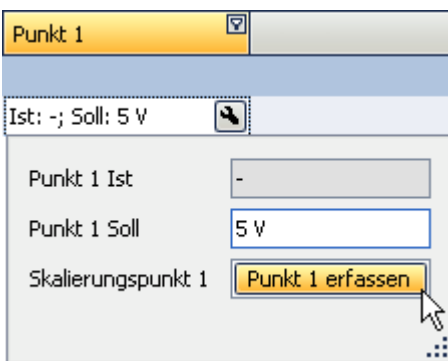 Punkt 1
Ist: -; Soll: 5 V
Punkt 1 Ist -
Punkt 1 Soll 5 V
Skalierungspunkt 1 Punkt 1 erfassen